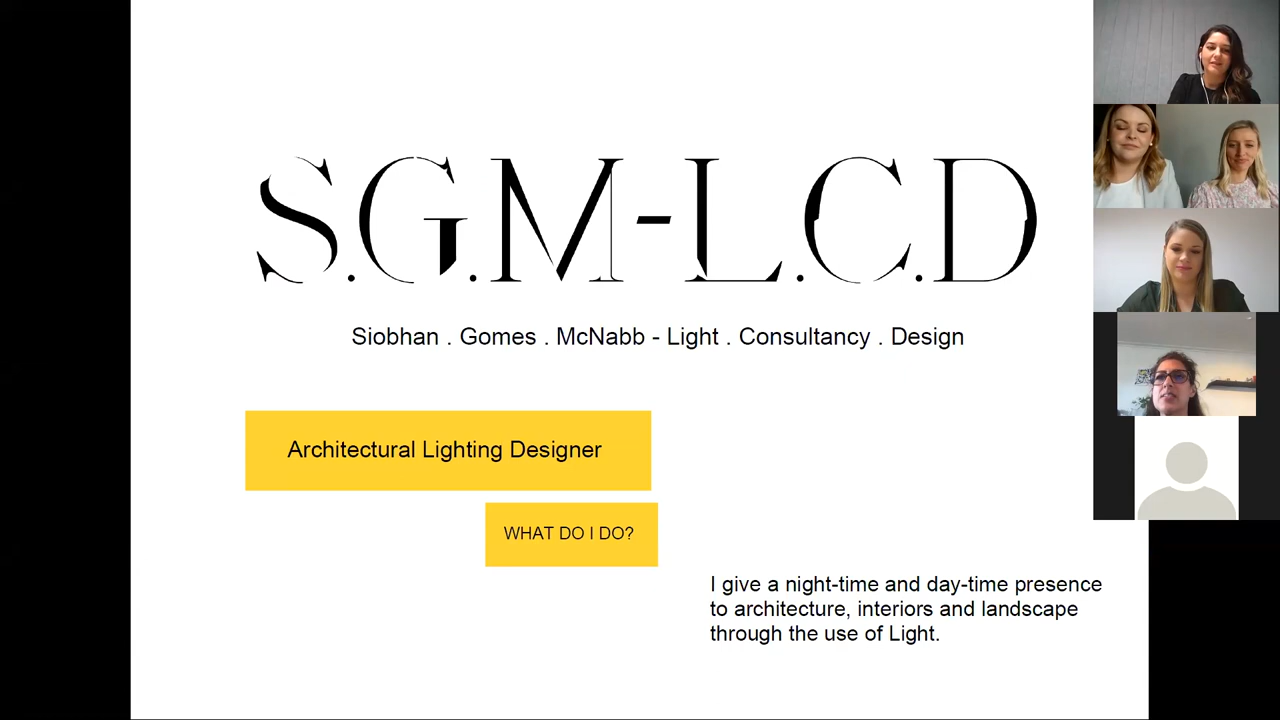 S.G.M-L.C.D
Siobhan . Gomes . McNabb - Light . Consultancy . Design
Architectural Lighting Designer
WHAT DO I DO?
I give a night-time and day-time presence
to architecture, interiors and landscape
through the use of Light.